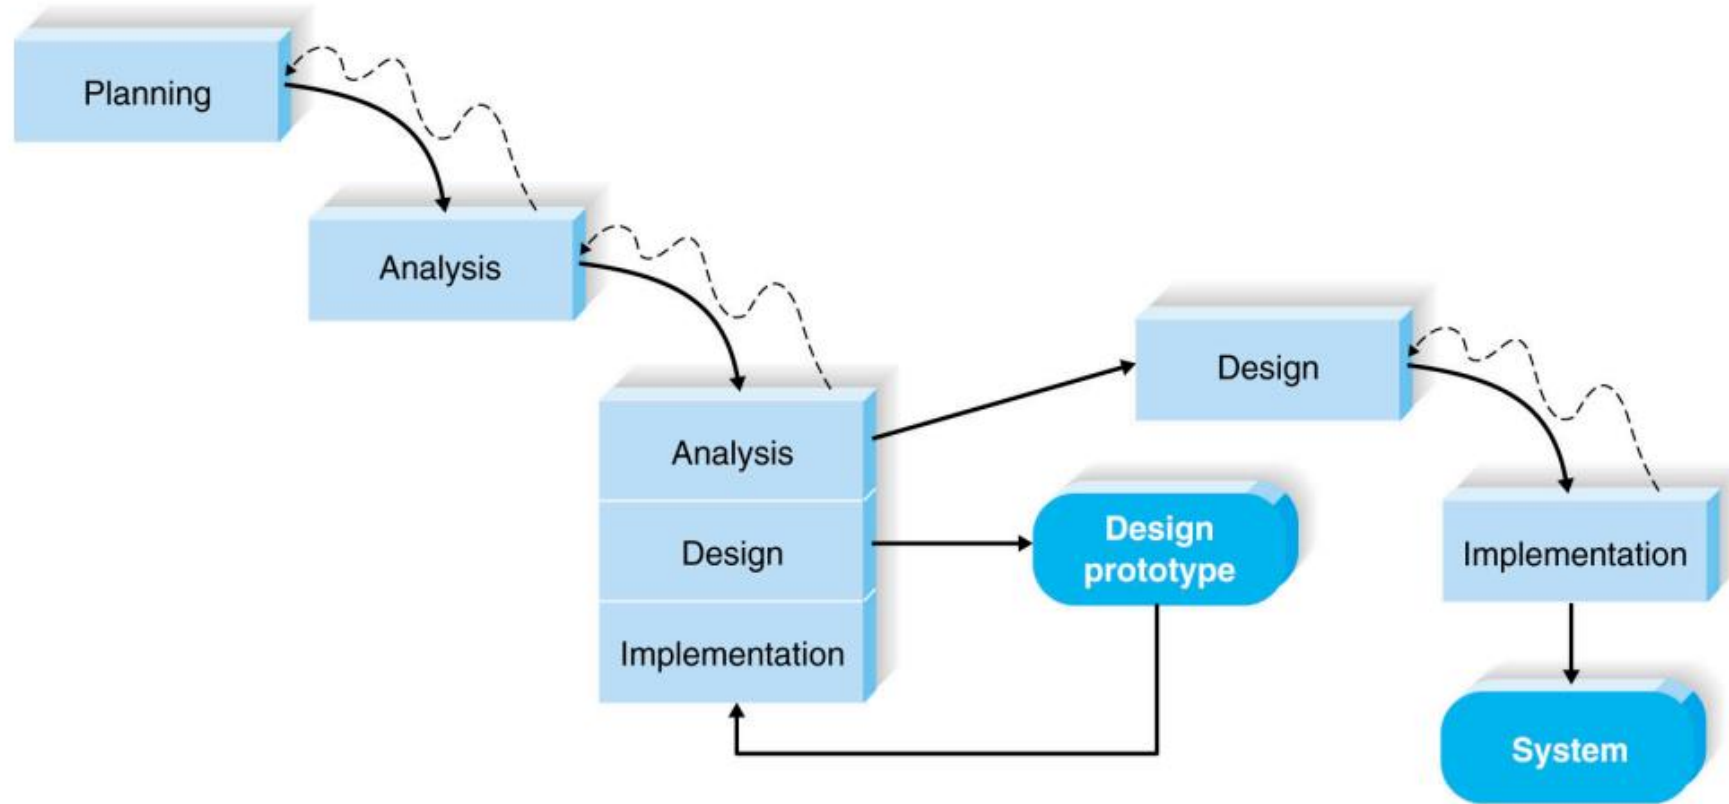 Planning
Analysis
Analysis
Design
Implementation
Design
prototype
Design
Implementation
System